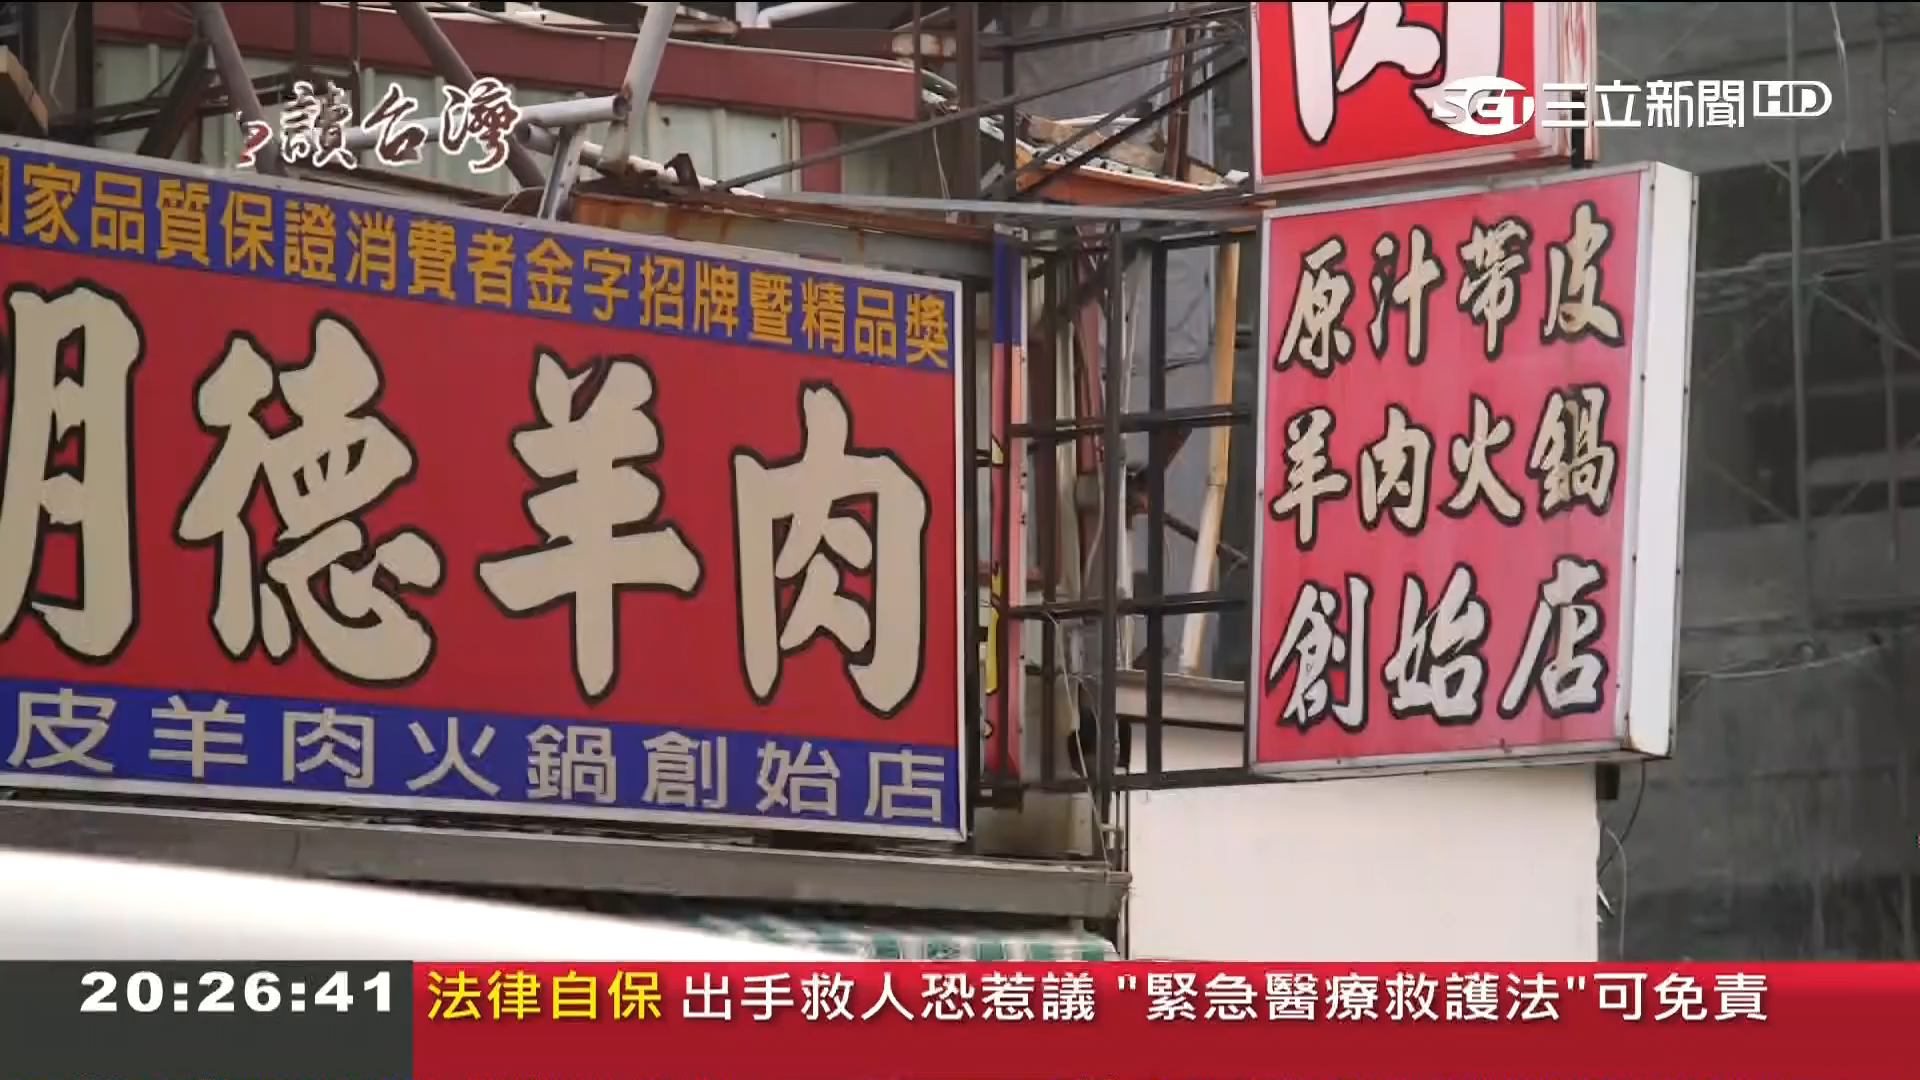 讀台灣
SET三立新聞HD
肉
國家品質保證消費者金字招牌暨精品獎
明德羊肉
皮羊肉火鍋創始店
原汁帶皮
羊肉火鍋
創始店
20:26:41
法律自保 出手救人恐惹議 "緊急醫療救護法"可免責